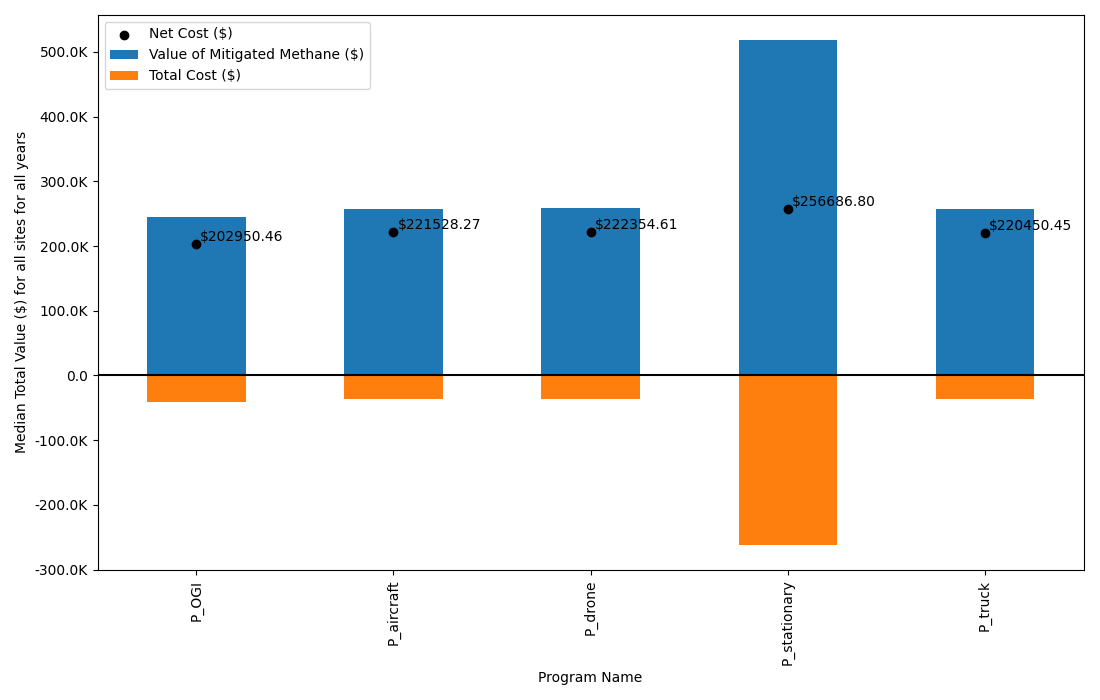 Net Cost ($)
Value of Mitigated Methane ($)
Total Cost ($)
Median Total Value ($) for all sites for all years
500.0K
400.0K
300.0K
200.0K
100.0K
0.0
-100.0K
-200.0K
-300.0K
$202950.46
$221528.27
$222354.61
$256686.80
$220450.45
P_OGI
P_aircraft
P_drone
P_stationary
P_truck
Program Name